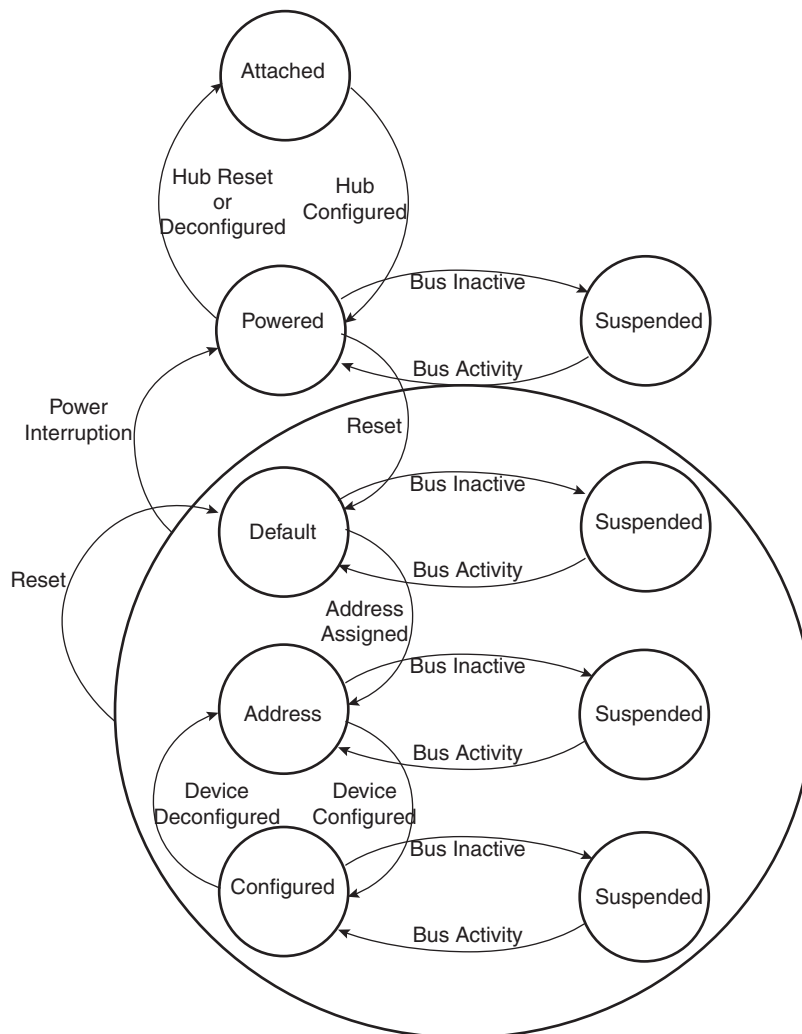 Attached
Hub Reset
or
Deconfigured
Hub
Configured
Bus Inactive
Powered
Suspended
Bus Activity
Power
Interruption
Reset
Bus Inactive
Default
Suspended
Bus Activity
Reset
Address
Assigned
Bus Inactive
Address
Suspended
Bus Activity
Device
Deconfigured
Device
Configured
Bus Inactive
Configured
Suspended
Bus Activity